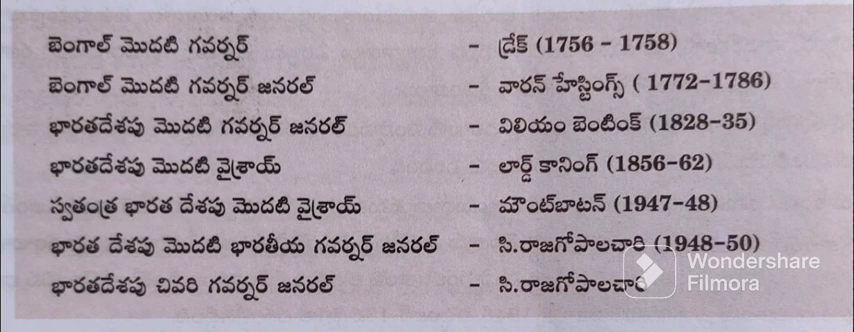 బెంగాల్ మొదటి గవర్నర్ - డ్రేక్ (1756 - 1758)
బెంగాల్ మొదటి గవర్నర్ జనరల్ - వారన్ హేస్టింగ్స్ ( 1772-1786)
భారతదేశపు మొదటి గవర్నర్ జనరల్ - విలియం బెంటింక్ (1828-35)
భారతదేశపు మొదటి వైశ్రాయ్ - లార్డ్ కానింగ్ (1856-62)
స్వతంత్ర భారత దేశపు మొదటి వైశ్రాయ్ - మౌంట్‌బాటన్ (1947-48)
భారత దేశపు మొదటి భారతీయ గవర్నర్ జనరల్ - సి.రాజగోపాలచారి (1948-50)
భారతదేశపు చివరి గవర్నర్ జనరల్ - సి.రాజగోపాలచారి
Wondershare
Filmora